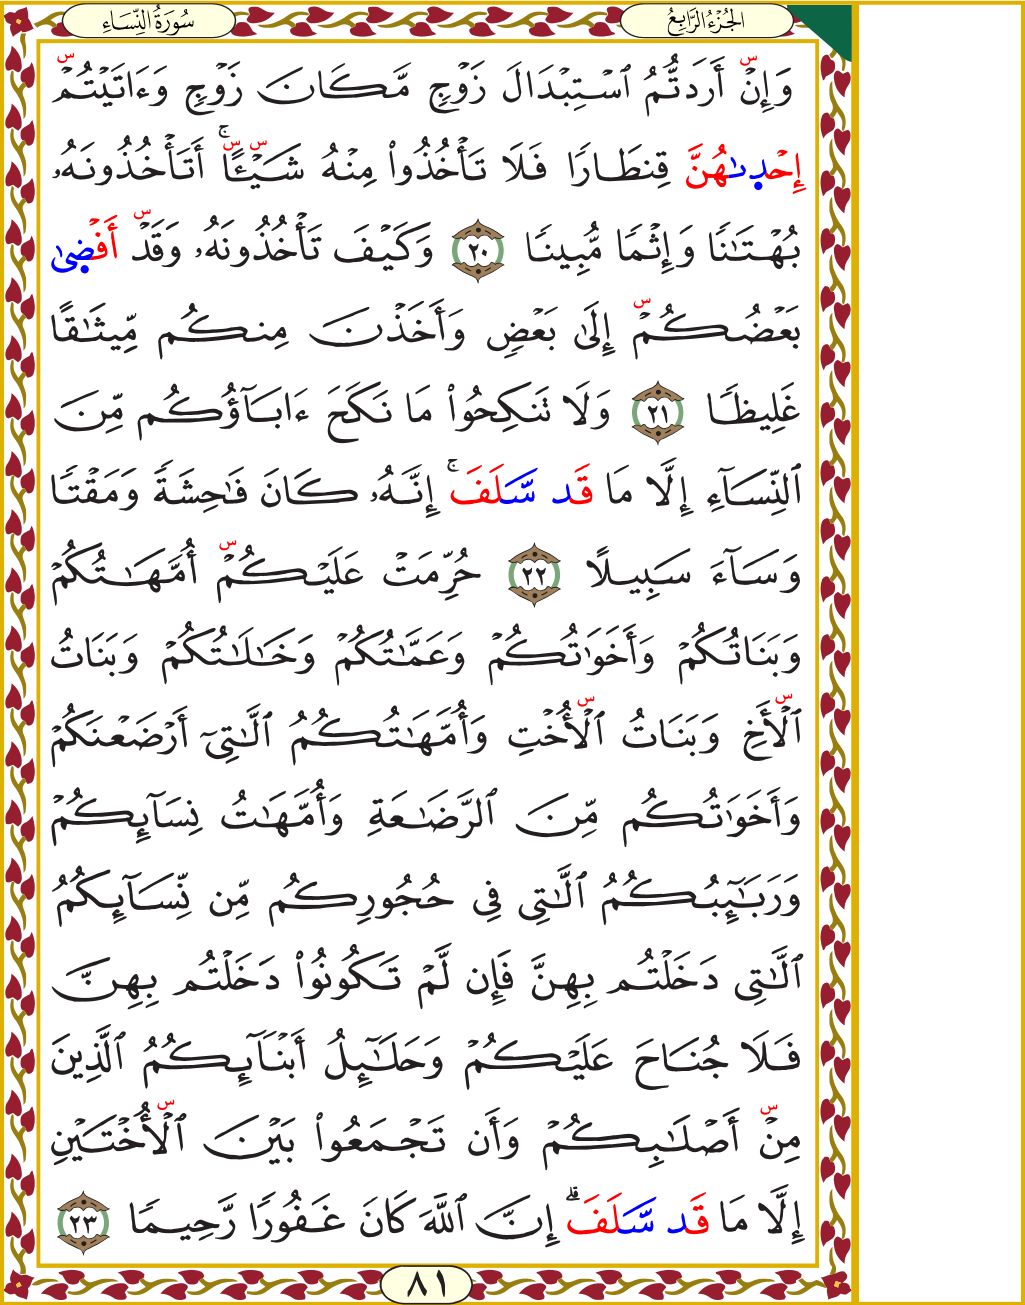 الجُزْءُ الرَّابِعُ
سُورَةُ النِّسَاءِ
وَإِنْ أَرَدتُّمُ ٱسْتِبْدَالَ زَوْجٍ مَّكَانَ زَوْجٍ وَءَاتَيْتُمْ
إِحْدِىٰهُنَّ قِنطَارًا فَلَا تَأْخُذُوا۟ مِنْهُ شَيْـًٔا ۚ أَتَأْخُذُونَهُۥ
بُهْتَـٰنًا وَإِثْمًا مُّبِينًا ٢٠ وَكَيْفَ تَأْخُذُونَهُۥ وَقَدْ أَفْضِىٰ
بَعْضُكُمْ إِلَىٰ بَعْضٍ وَأَخَذْنَ مِنكُم مِّيثَـٰقًا
غَلِيظًا ٢١ وَلَا تَنكِحُوا۟ مَا نَكَحَ ءَابَآؤُكُم مِّنَ
ٱلنِّسَآءِ إِلَّا مَا قَد سَّلَفَ ۚ إِنَّهُۥ كَانَ فَـٰحِشَةً وَمَقْتًا
وَسَآءَ سَبِيلًا ٢٢ حُرِّمَتْ عَلَيْكُمْ أُمَّهَـٰتُكُمْ
وَبَنَاتُكُمْ وَأَخَوَٰتُكُمْ وَعَمَّـٰتُكُمْ وَخَـٰلَـٰتُكُمْ وَبَنَاتُ
ٱلْأَخِ وَبَنَاتُ ٱلْأُخْتِ وَأُمَّهَـٰتُكُمُ ٱلَّـٰتِىٓ أَرْضَعْنَكُمْ
وَأَخَوَٰتُكُم مِّنَ ٱلرَّضَـٰعَةِ وَأُمَّهَـٰتُ نِسَآئِكُمْ
وَرَبَـٰٓئِبُكُمُ ٱلَّـٰتِى فِى حُجُورِكُم مِّن نِّسَآئِكُمُ
ٱلَّـٰتِى دَخَلْتُم بِهِنَّ فَإِن لَّمْ تَكُونُوا۟ دَخَلْتُم بِهِنَّ
فَلَا جُنَاحَ عَلَيْكُمْ وَحَلَـٰٓئِلُ أَبْنَآئِكُمُ ٱلَّذِينَ
مِنْ أَصْلَـٰبِكُمْ وَأَن تَجْمَعُوا۟ بَيْنَ ٱلْأُخْتَيْنِ
إِلَّا مَا قَد سَّلَفَ ۗ إِنَّ ٱللَّهَ كَانَ غَفُورًا رَّحِيمًا ٢٣
٨١